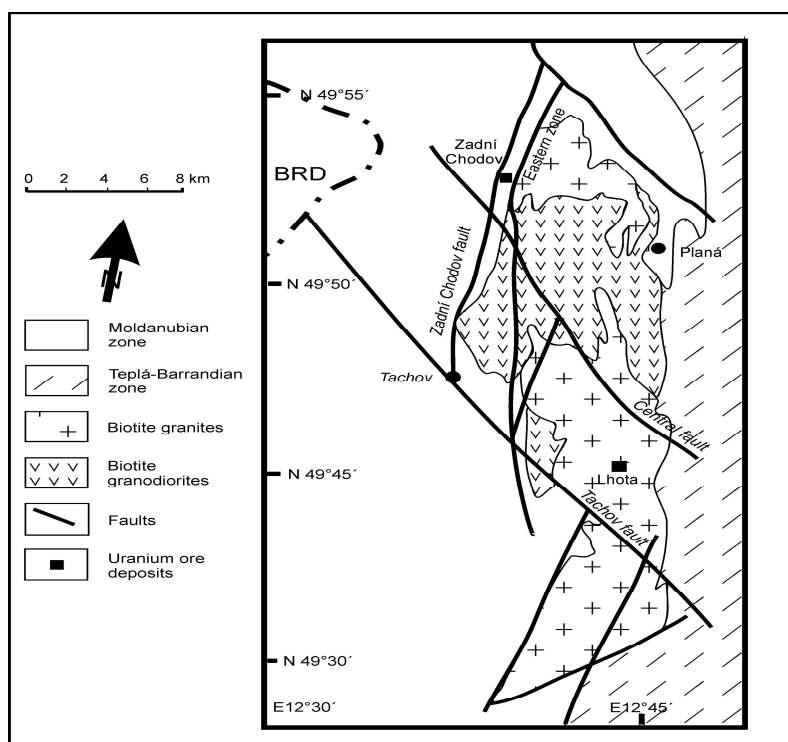 N 49°55´
Zadní
Chodov
Eastern zone
0 2 4 6 8 km
BRD
N
Planá
N 50°50´
Zadní Chodov fault
Moldanubian
zone
Teplá-Barrandian
zone
Tachov
Biotite granites
Central fault
Biotite
granodiorites
N 49°45´
Lhota
Tachov fault
Faults
Uranium ore
deposits
N 49°30´
E12°30´
E12°45´